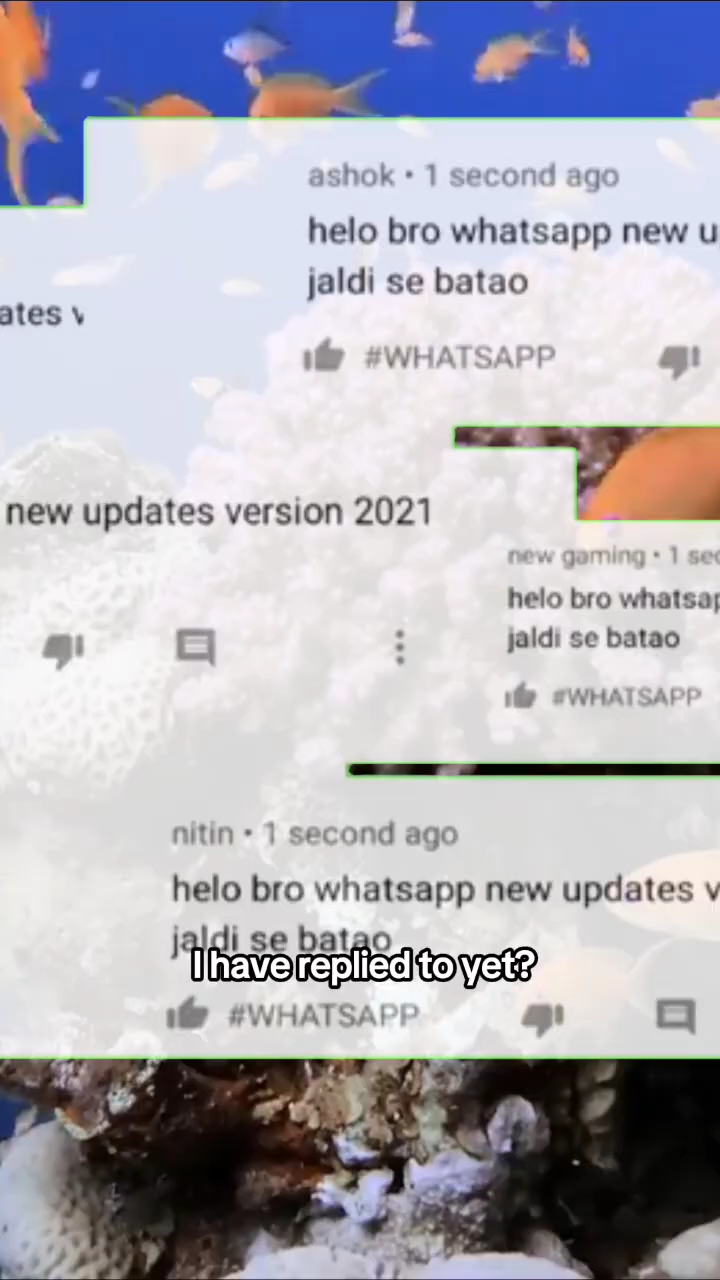 ashok • 1 second ago
helo bro whatsapp new u
jaldi se batao
ates v
#WHATSAPP
new updates version 2021
new gaming • 1 sec
helo bro whatsap
jaldi se batao
#WHATSAPP
nitin • 1 second ago
helo bro whatsapp new updates v
jaldi se batao
I have replied to yet?
#WHATSAPP